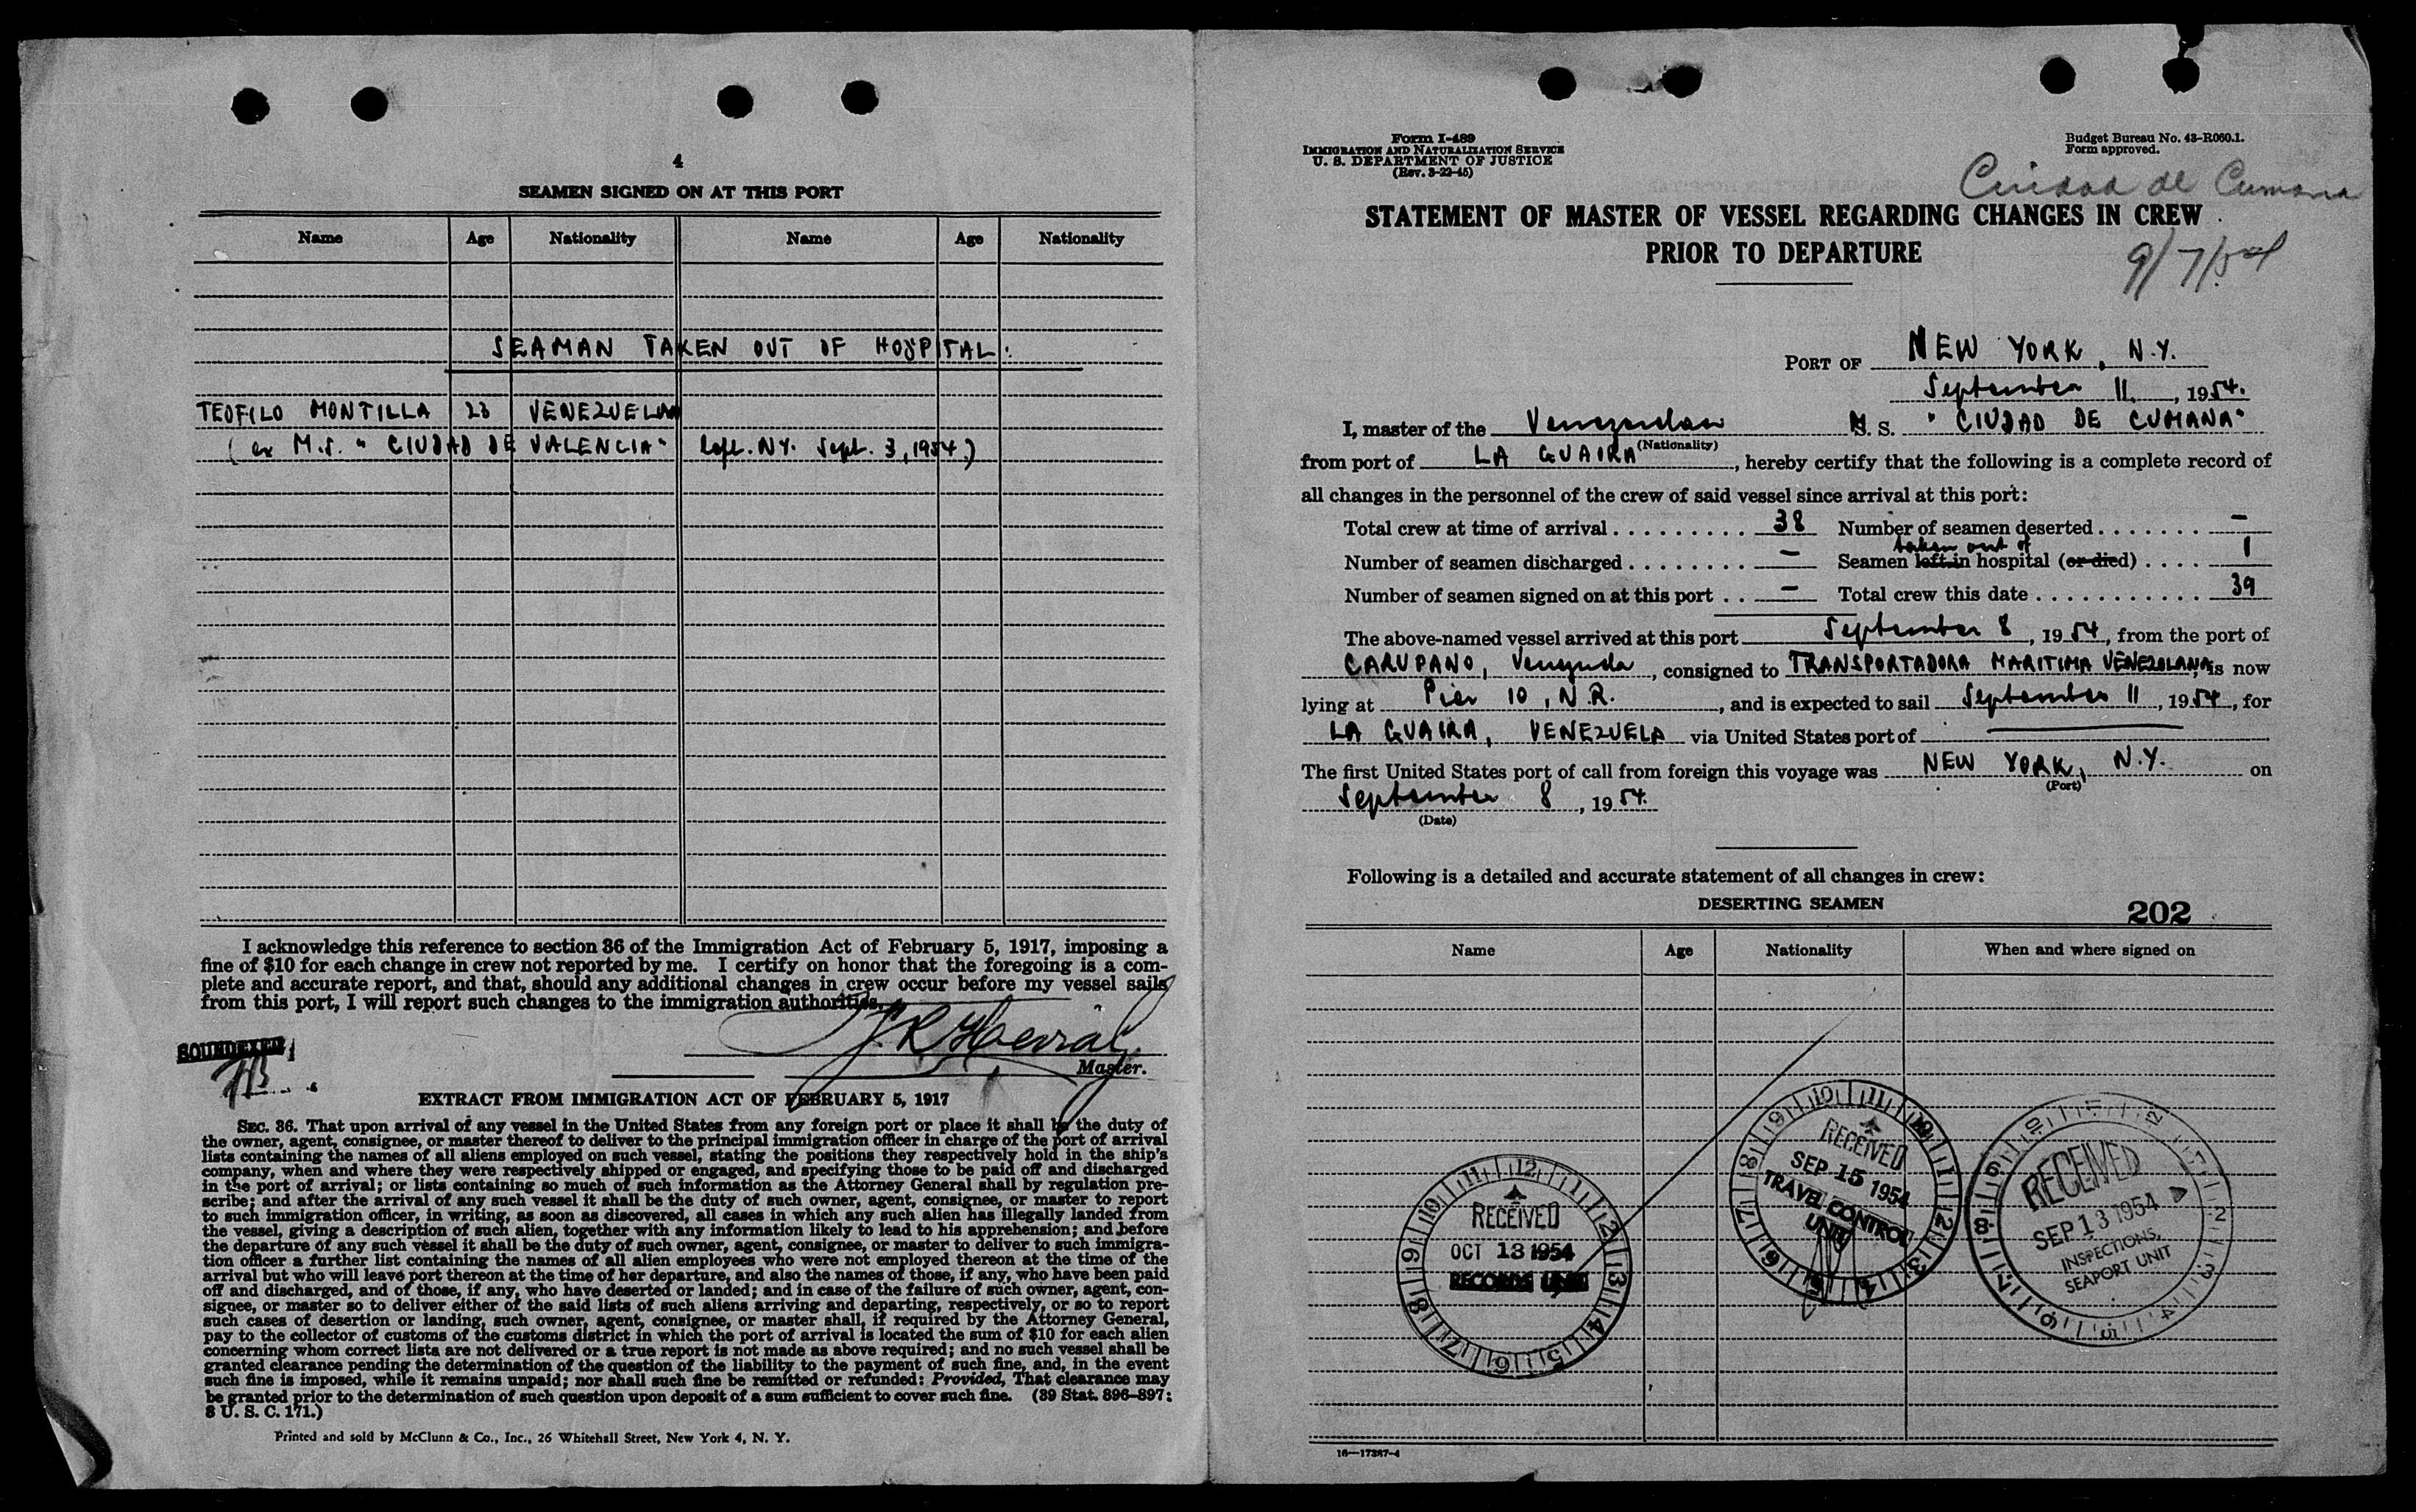 4
SEAMEN SIGNED ON AT THIS PORT
Name Age Nationality Name Age Nationality
SEAMAN TAKEN OUT OF HOSPITAL:
TEOFILO MONTILLA 23 VENEZUELAN
(ex M.S. "CIUDAD DE VALENCIA" left. NY. Sept. 3, 1954.)
I acknowledge this reference to section 36 of the Immigration Act of February 5, 1917, imposing a
fine of $10 for each change in crew not reported by me. I certify on honor that the foregoing is a com-
plete and accurate report, and that, should any additional changes in crew occur before my vessel sails
from this port, I will report such changes to the immigration authorities.
SOUNDEXED
Master.
EXTRACT FROM IMMIGRATION ACT OF FEBRUARY 5, 1917
SEC. 36. That upon arrival of any vessel in the United States from any foreign port or place it shall be the duty of
the owner, agent, consignee, or master thereof to deliver to the principal immigration officer in charge of the port of arrival
lists containing the names of all aliens employed on such vessel, stating the positions they respectively hold in the ship's
company, when and where they were respectively shipped or engaged, and specifying those to be paid off and discharged
in the port of arrival; or lists containing so much of such information as the Attorney General shall by regulation pre-
scribe; and after the arrival of any such vessel it shall be the duty of such owner, agent, consignee, or master to report
to such immigration officer, in writing, as soon as discovered, all cases in which any such alien has illegally landed from
the vessel, giving a description of such alien, together with any information likely to lead to his apprehension; and before
the departure of any such vessel it shall be the duty of such owner, agent, consignee, or master to deliver to such immigra-
tion officer a further list containing the names of all alien employees who were not employed thereon at the time of the
arrival but who will leave port thereon at the time of her departure, and also the names of those, if any, who have been paid
off and discharged, and of those, if any, who have deserted or landed; and in case of the failure of such owner, agent, con-
signee, or master so to deliver either of the said lists of such aliens arriving and departing, respectively, or so to report
such cases of desertion or landing, such owner, agent, consignee, or master shall, if required by the Attorney General,
pay to the collector of customs of the customs district in which the port of arrival is located the sum of $10 for each alien
concerning whom correct lists are not delivered or a true report is not made as above required; and no such vessel shall be
granted clearance pending the determination of the question of the liability to the payment of such fine, and, in the event
such fine is imposed, while it remains unpaid; nor shall such fine be remitted or refunded: Provided, That clearance may
be granted prior to the determination of such question upon deposit of a sum sufficient to cover such fine. (39 Stat. 896-897;
8 U. S. C. 171.)
Printed and sold by McClunn & Co., Inc., 26 Whitehall Street, New York 4, N. Y.
Form I-489
IMMIGRATION AND NATURALIZATION SERVICE
U. S. DEPARTMENT OF JUSTICE
(Rev. 3-22-45)
Budget Bureau No. 43-R060.1.
Form approved.
Ciudad de Cumana
STATEMENT OF MASTER OF VESSEL REGARDING CHANGES IN CREW
PRIOR TO DEPARTURE
9/7/54
PORT OF NEW YORK, N.Y.
September 11, 1954.
I, master of the Venezuelan M. S. "CIUDAD DE CUMANA"
(Nationality)
from port of LA GUAIRA, hereby certify that the following is a complete record of
all changes in the personnel of the crew of said vessel since arrival at this port:
Total crew at time of arrival . . . . . . . . . 38 Number of seamen deserted . . . . . . . –
taken out of
Number of seamen discharged . . . . . . . . – Seamen left in hospital (or died) . . . . 1
Number of seamen signed on at this port . . – Total crew this date . . . . . . . . . . . 39
The above-named vessel arrived at this port September 8, 1954, from the port of
CARUPANO, Venezuela, consigned to TRANSPORTADORA MARITIMA VENEZOLANA, is now
lying at Pier 10, N.R., and is expected to sail September 11, 1954, for
LA GUAIRA, VENEZUELA via United States port of
The first United States port of call from foreign this voyage was NEW YORK, N.Y. on
(Port)
September 8, 1954.
(Date)
Following is a detailed and accurate statement of all changes in crew:
DESERTING SEAMEN
202
Name Age Nationality When and where signed on
RECEIVED
OCT 13 1954
RECORDS UNIT
RECEIVED
SEP 15 1954
TRAVEL CONTROL
UNIT
RECEIVED
SEP 13 1954
INSPECTIONS,
SEAPORT UNIT
16—17387-4